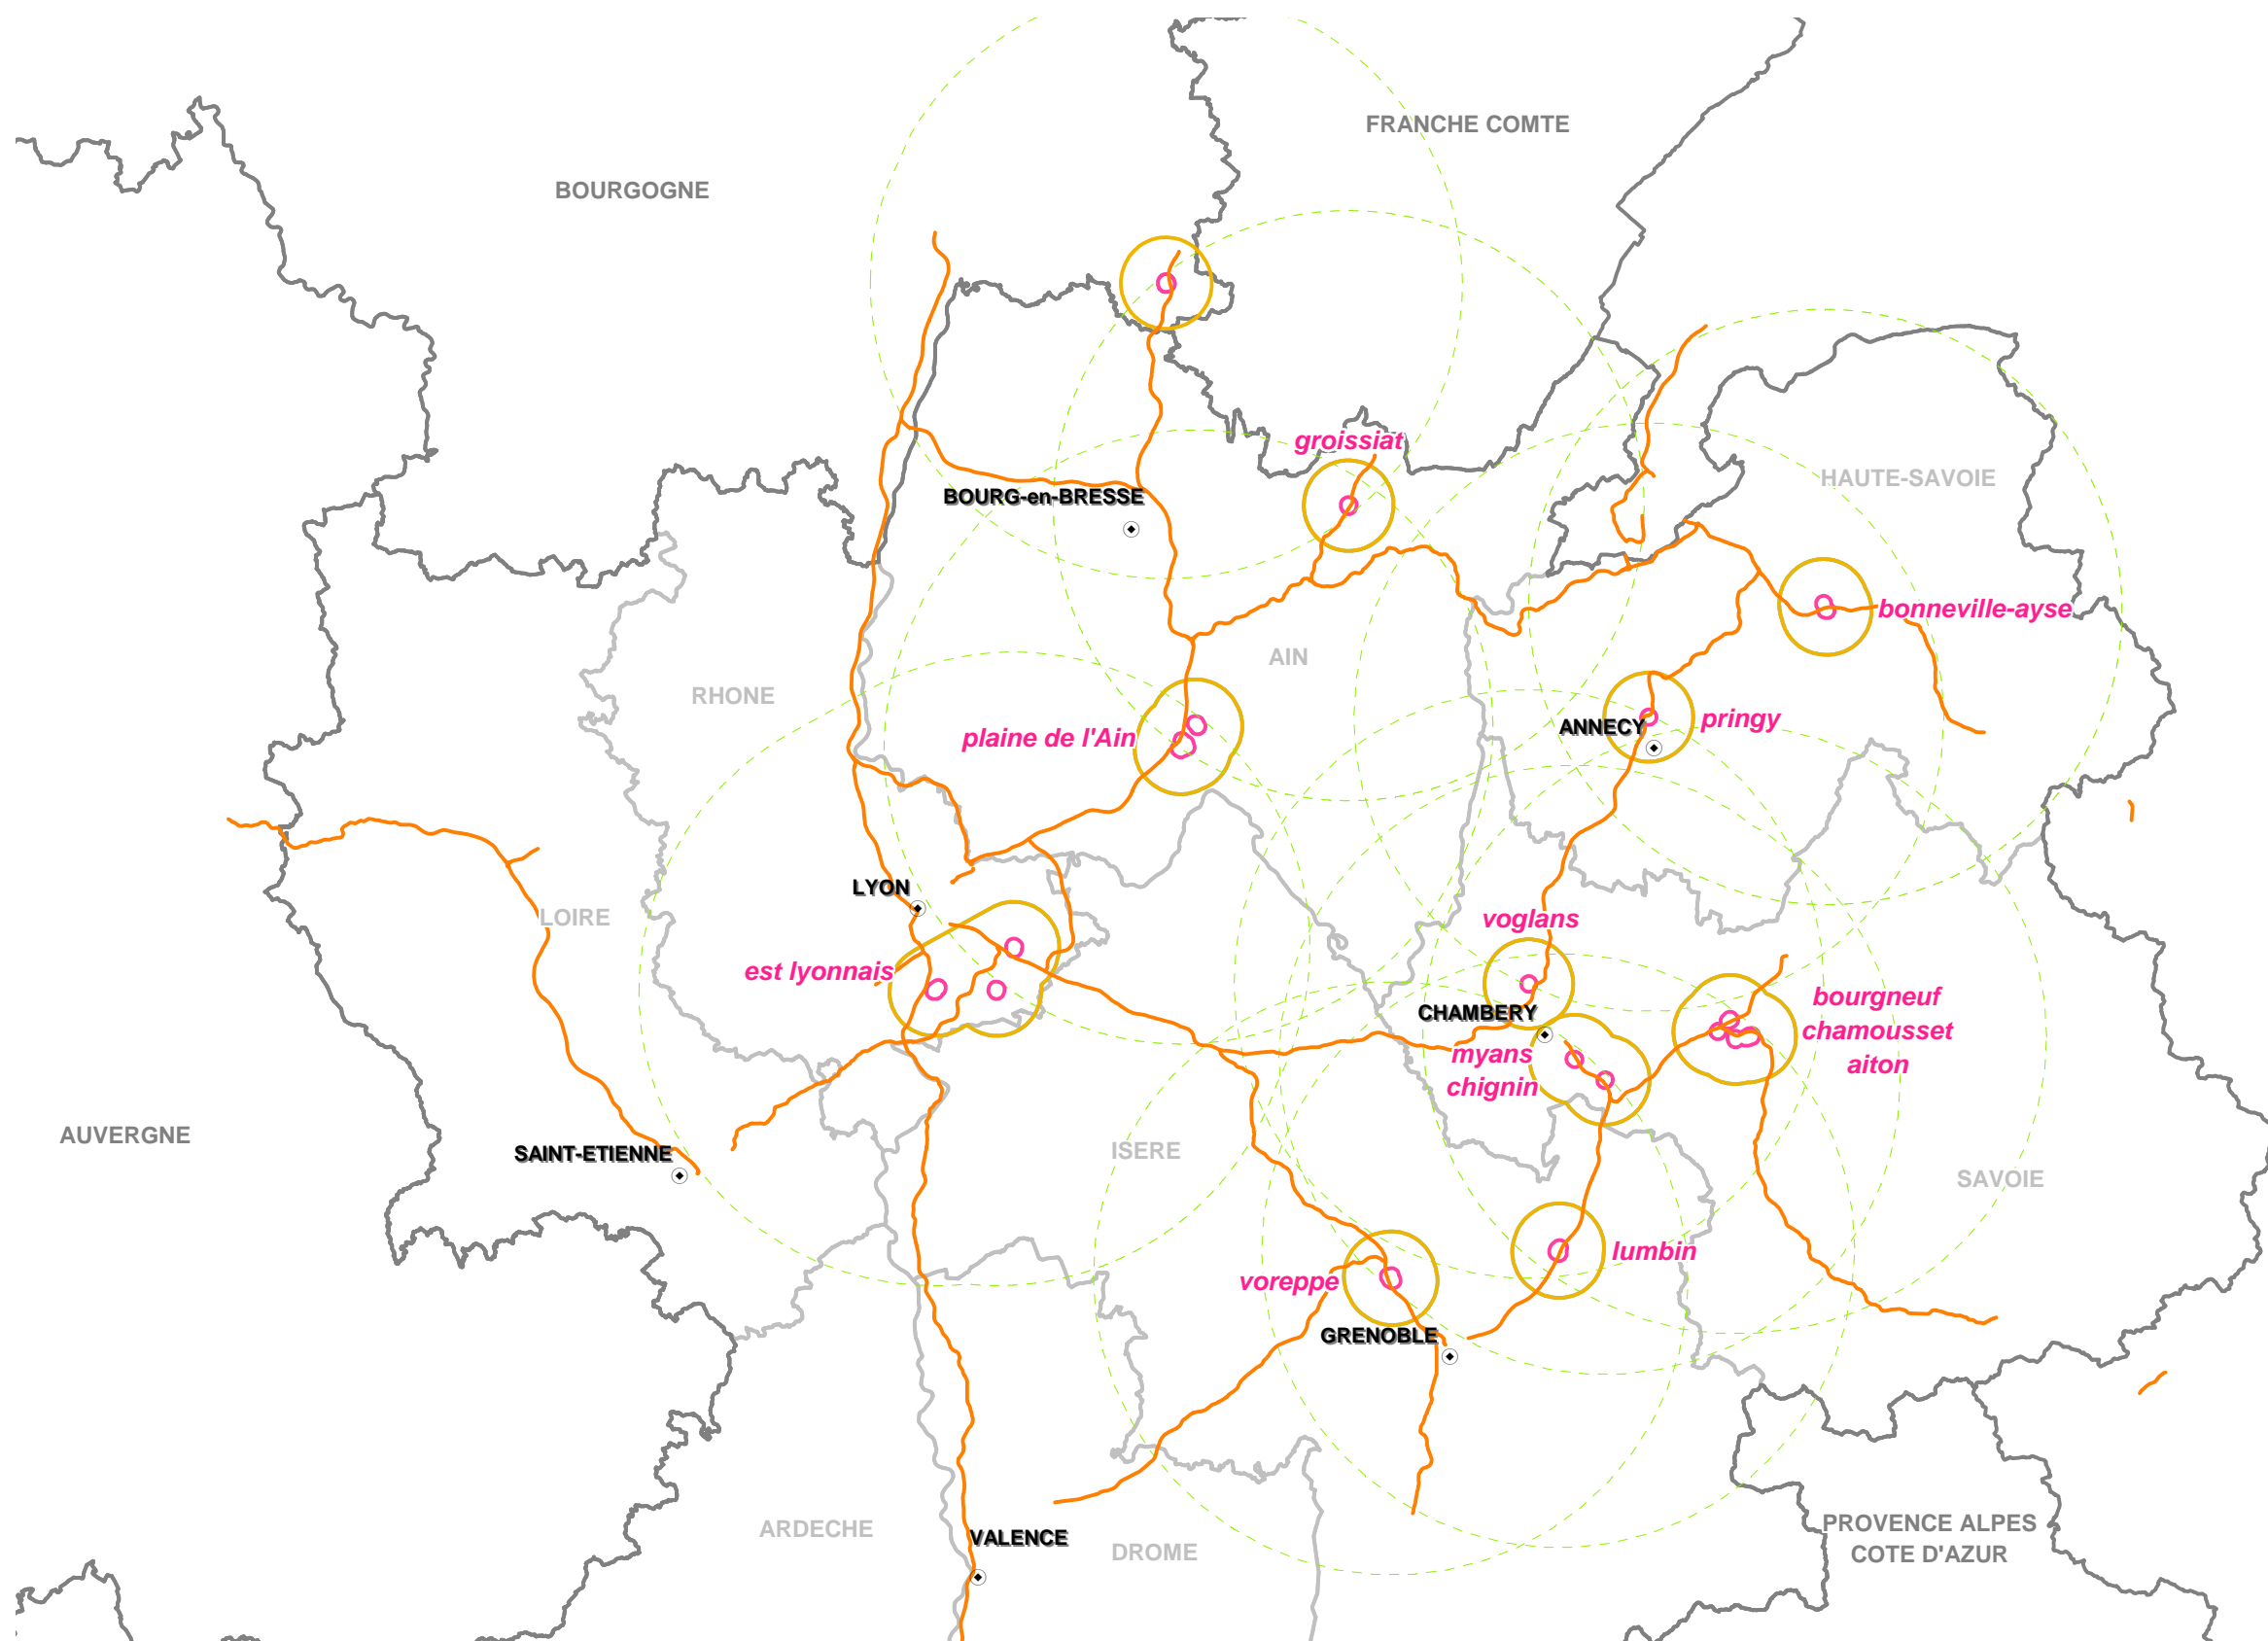 FRANCHE COMTE
BOURGOGNE
groissiat
HAUTE-SAVOIE
BOURG-en-BRESSE
bonneville-ayse
AIN
RHONE
pringy
ANNECY
plaine de l'Ain
LYON
LOIRE
voglans
est lyonnais
bourgneuf
chamousset
aiton
CHAMBERY
myans
chignin
AUVERGNE
SAINT-ETIENNE
ISERE
SAVOIE
lumbin
voreppe
GRENOBLE
ARDECHE
VALENCE
DROME
PROVENCE ALPES
COTE D'AZUR